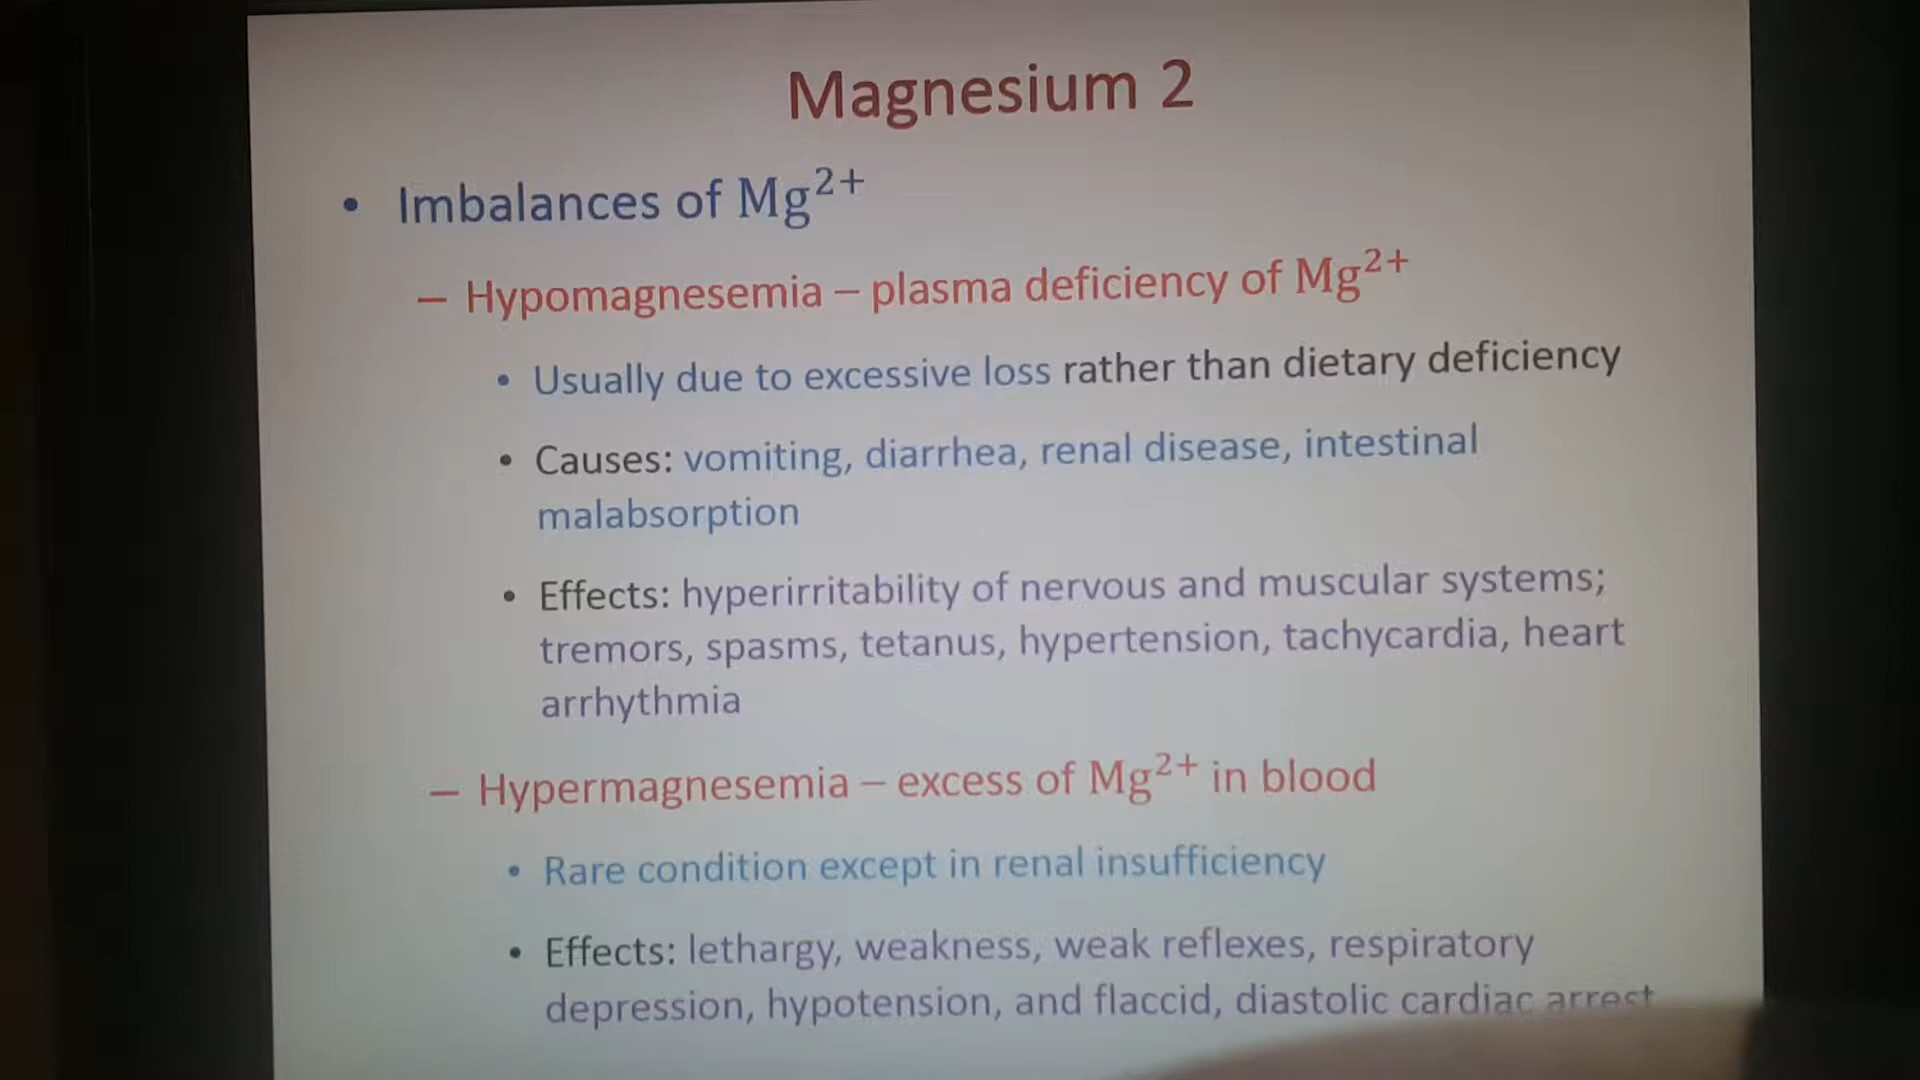 Magnesium 2
• Imbalances of Mg²⁺
– Hypomagnesemia – plasma deficiency of Mg²⁺
• Usually due to excessive loss rather than dietary deficiency
• Causes: vomiting, diarrhea, renal disease, intestinal
malabsorption
• Effects: hyperirritability of nervous and muscular systems;
tremors, spasms, tetanus, hypertension, tachycardia, heart
arrhythmia
– Hypermagnesemia – excess of Mg²⁺ in blood
• Rare condition except in renal insufficiency
• Effects: lethargy, weakness, weak reflexes, respiratory
depression, hypotension, and flaccid, diastolic cardiac arrest